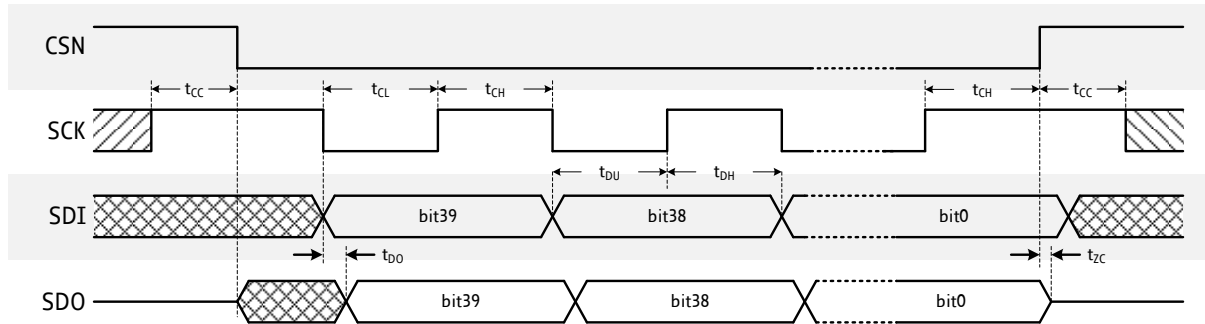 CSN
tCC tCL tCH tCH tCC
SCK
tDU tDH
SDI bit39 bit38 bit0
tDO tZC
SDO bit39 bit38 bit0